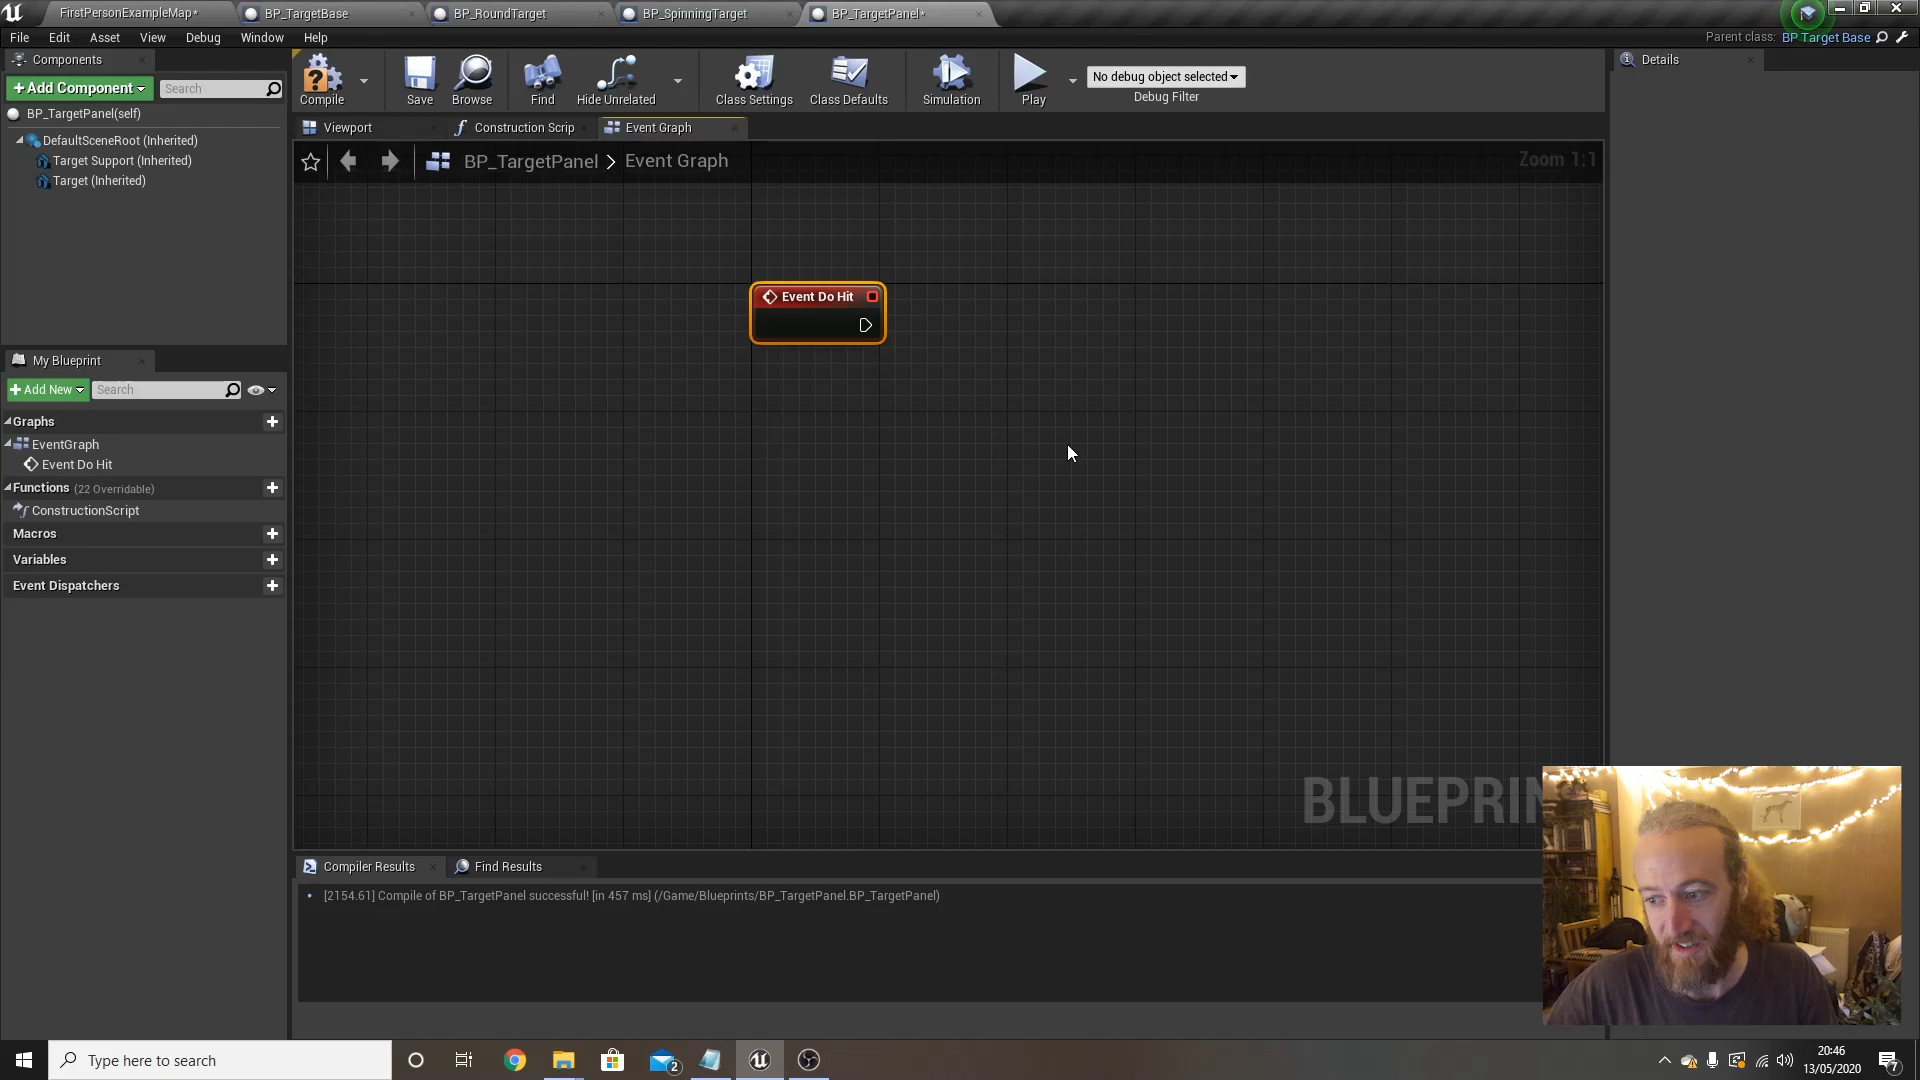 FirstPersonExampleMap*
BP_TargetBase
BP_RoundTarget
BP_SpinningTarget
BP_TargetPanel*
File Edit Asset View Debug Window Help
Parent class: BP Target Base
Components
Details
+Add Component
Search
Compile
Save
Browse
Find
Hide Unrelated
Class Settings
Class Defaults
Simulation
Play
No debug object selected
Debug Filter
BP_TargetPanel(self)
DefaultSceneRoot (Inherited)
Target Support (Inherited)
Target (Inherited)
Viewport
Construction Scrip
Event Graph
BP_TargetPanel > Event Graph
Zoom 1:1
Event Do Hit
My Blueprint
+Add New
Search
Graphs
EventGraph
Event Do Hit
Functions (22 Overridable)
ConstructionScript
Macros
Variables
Event Dispatchers
BLUEPRIN
Compiler Results
Find Results
[2154.61] Compile of BP_TargetPanel successful! [in 457 ms] (/Game/Blueprints/BP_TargetPanel.BP_TargetPanel)
Type here to search
2
20:46
13/05/2020
7